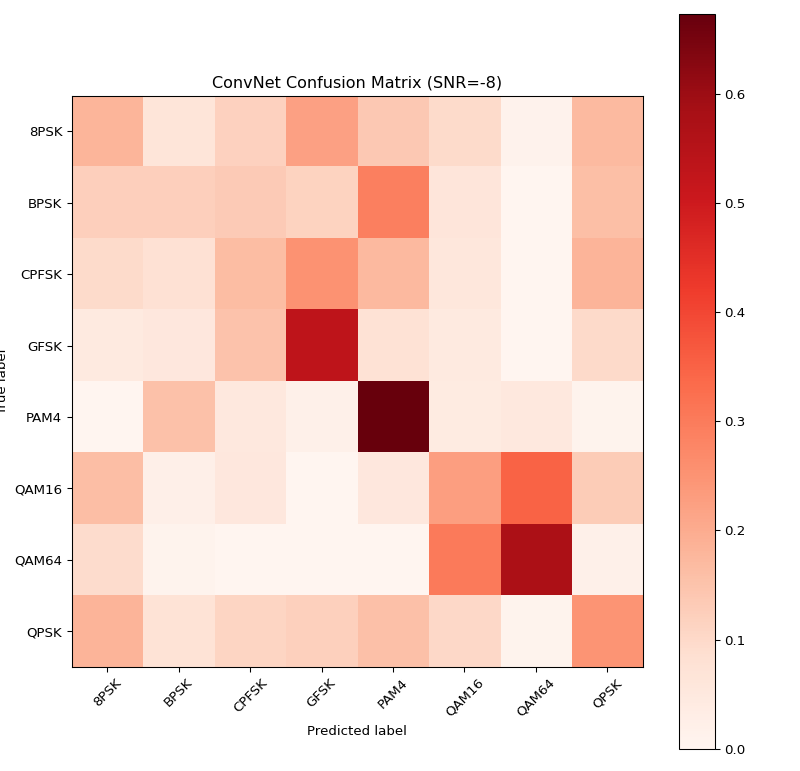 ConvNet Confusion Matrix (SNR=-8)
8PSK
BPSK
CPFSK
GFSK
PAM4
QAM16
QAM64
QPSK
label
8PSK BPSK CPFSK GFSK PAM4 QAM16 QAM64 QPSK
Predicted label
0.6
0.5
0.4
0.3
0.2
0.1
0.0